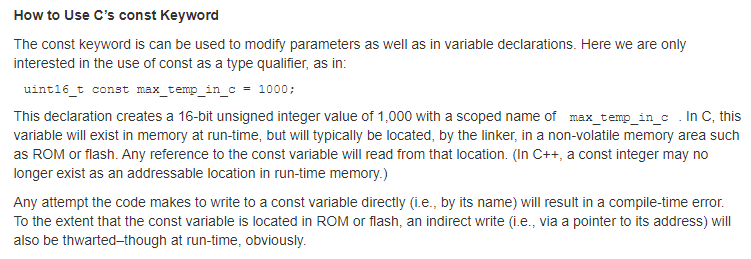 How to Use C’s const Keyword
The const keyword is can be used to modify parameters as well as in variable declarations. Here we are only
interested in the use of const as a type qualifier, as in:
uint16_t const max_temp_in_c = 1000;
This declaration creates a 16-bit unsigned integer value of 1,000 with a scoped name of max_temp_in_c . In C, this
variable will exist in memory at run-time, but will typically be located, by the linker, in a non-volatile memory area such
as ROM or flash. Any reference to the const variable will read from that location. (In C++, a const integer may no
longer exist as an addressable location in run-time memory.)
Any attempt the code makes to write to a const variable directly (i.e., by its name) will result in a compile-time error.
To the extent that the const variable is located in ROM or flash, an indirect write (i.e., via a pointer to its address) will
also be thwarted–though at run-time, obviously.